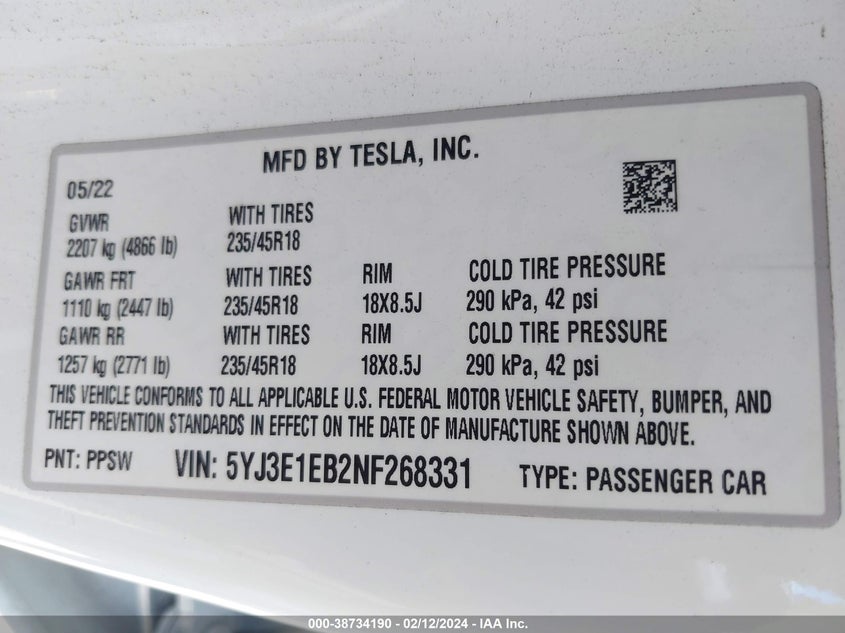 MFD BY TESLA, INC.
05/22
GVWR WITH TIRES
2207 kg (4866 lb) 235/45R18
GAWR FRT WITH TIRES RIM COLD TIRE PRESSURE
1110 kg (2447 lb) 235/45R18 18X8.5J 290 kPa, 42 psi
GAWR RR WITH TIRES RIM COLD TIRE PRESSURE
1257 kg (2771 lb) 235/45R18 18X8.5J 290 kPa, 42 psi
THIS VEHICLE CONFORMS TO ALL APPLICABLE U.S. FEDERAL MOTOR VEHICLE SAFETY, BUMPER, AND
THEFT PREVENTION STANDARDS IN EFFECT ON THE DATE OF MANUFACTURE SHOWN ABOVE.
PNT: PPSW VIN: 5YJ3E1EB2NF268331 TYPE: PASSENGER CAR
000-38734190 - 02/12/2024 - IAA Inc.